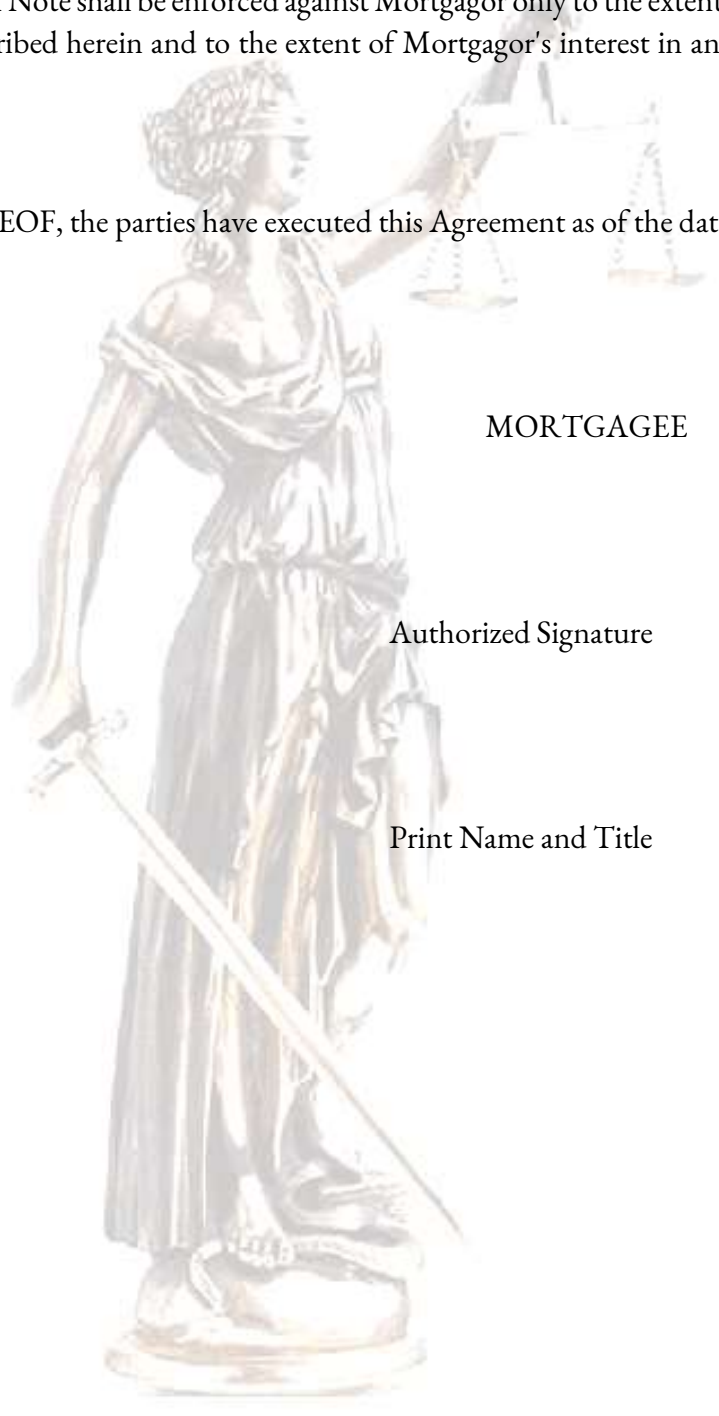 Note shall be enforced against Mortgagor only to the extent
ribed herein and to the extent of Mortgagor's interest in an
EOF, the parties have executed this Agreement as of the dat
MORTGAGEE
Authorized Signature
Print Name and Title